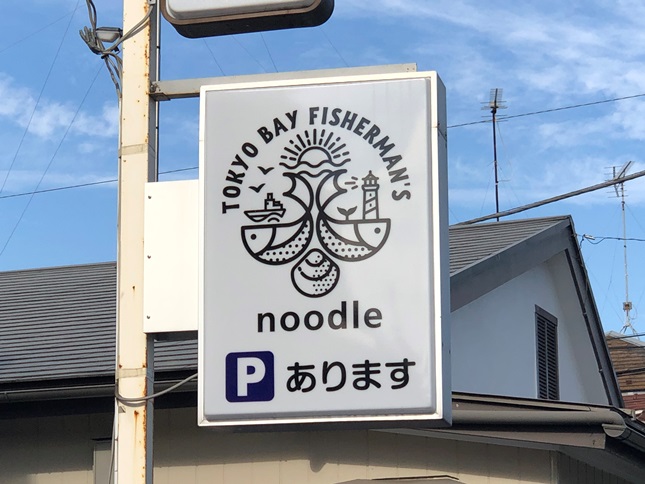 TOKYO BAY FISHERMAN'S
noodle
P あります